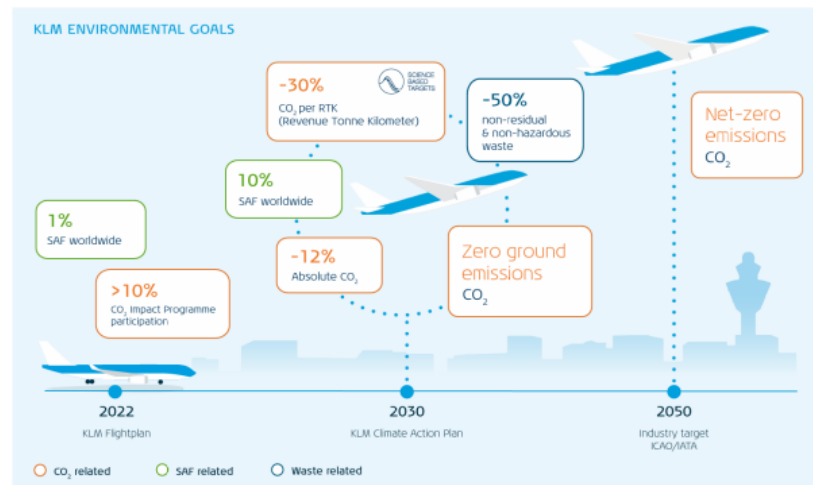 KLM ENVIRONMENTAL GOALS
-30%
CO₂ per RTK
(Revenue Tonne Kilometer)
SCIENCE
BASED
TARGETS
-50%
non-residual
& non-hazardous
waste
Net-zero
emissions
CO₂
10%
SAF worldwide
1%
SAF worldwide
-12%
Absolute CO₂
Zero ground
emissions
CO₂
>10%
CO₂ Impact Programme
participation
2022
KLM Flightplan
2030
KLM Climate Action Plan
2050
Industry target
ICAO/IATA
CO₂ related
SAF related
Waste related